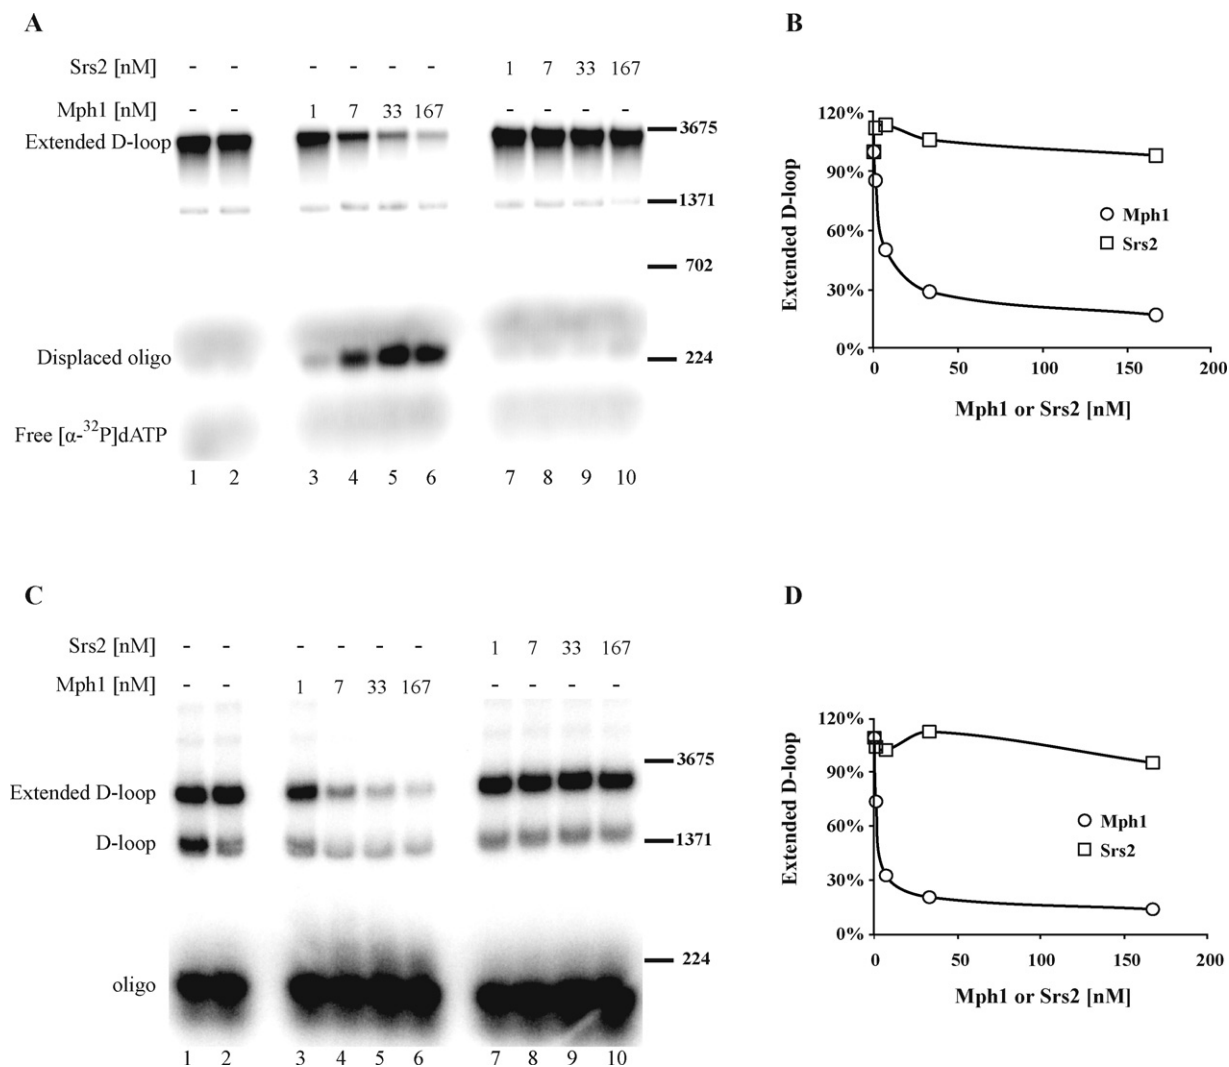 A
Srs2 [nM] - - - - - - 1 7 33 167
Mph1 [nM] - - 1 7 33 167 - - - -
Extended D-loop
3675
1371
702
Displaced oligo
224
Free [α-³²P]dATP
1 2 3 4 5 6 7 8 9 10
B
120%
90%
60%
30%
0%
Extended D-loop
Mph1
Srs2
0 50 100 150 200
Mph1 or Srs2 [nM]
C
Srs2 [nM] - - - - - - 1 7 33 167
Mph1 [nM] - - 1 7 33 167 - - - -
3675
Extended D-loop
D-loop
1371
224
oligo
1 2 3 4 5 6 7 8 9 10
D
120%
90%
60%
30%
0%
Extended D-loop
Mph1
Srs2
0 50 100 150 200
Mph1 or Srs2 [nM]